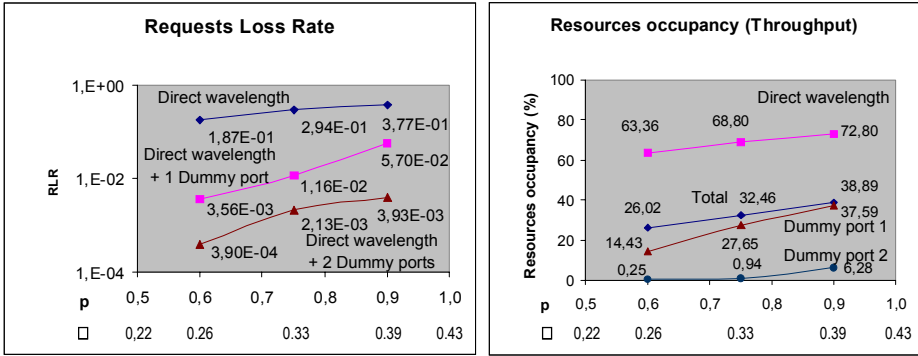 Requests Loss Rate
1,E+00
1,E-02
1,E-04
RLR
Direct wavelength
1,87E-01
2,94E-01
3,77E-01
Direct wavelength
+ 1 Dummy port
3,56E-03
1,16E-02
5,70E-02
3,90E-04
2,13E-03
3,93E-03
Direct wavelength
+ 2 Dummy ports
0,5 0,6 0,7 0,8 0,9 1,0
p
□ 0,22 0.26 0.33 0.39 0.43
Resources occupancy (Throughput)
100
80
60
40
20
0
Resources occupancy (%)
Direct wavelength
63,36
68,80
72,80
Total
26,02
32,46
38,89
37,59
Dummy port 1
14,43
27,65
Dummy port 2
0,25
0,94
6,28
0,5 0,6 0,7 0,8 0,9 1,0
p
□ 0,22 0.26 0.33 0.39 0.43